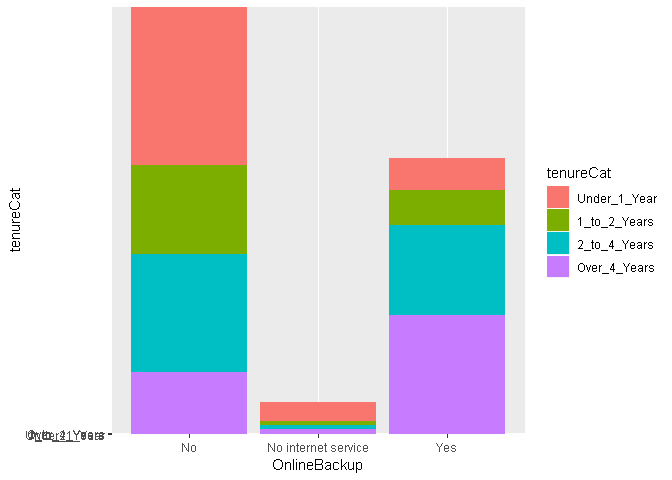 tenureCat
No
No internet service
Yes
OnlineBackup
tenureCat
Under_1_Year
1_to_2_Years
2_to_4_Years
Over_4_Years